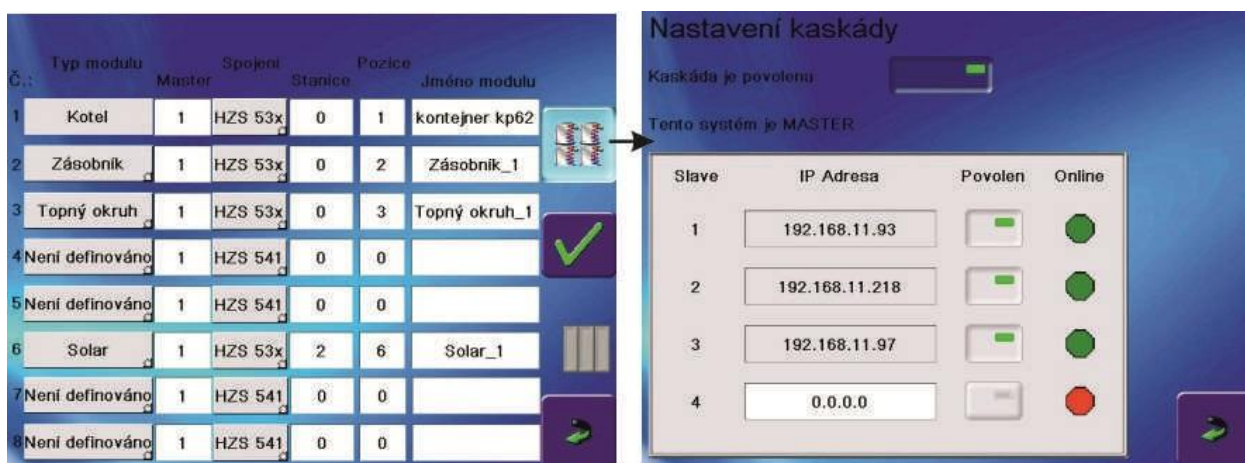 Typ modulu Spojení Pozice
Č.: Master Stanice Jméno modulu
1 Kotel 1 HZS 53x 0 1 kontejner kp62
2 Zásobník 1 HZS 53x 0 2 Zásobník_1
3 Topný okruh 1 HZS 53x 0 3 Topný okruh_1
4 Není definováno 1 HZS 541 0 0
5 Není definováno 1 HZS 541 0 0
6 Solar 1 HZS 53x 2 6 Solar_1
7 Není definováno 1 HZS 541 0 0
8 Není definováno 1 HZS 541 0 0
Nastavení kaskády
Kaskáda je povolenu
Tento systém je MASTER
Slave IP Adresa Povolen Online
1 192.168.11.93
2 192.168.11.218
3 192.168.11.97
4 0.0.0.0